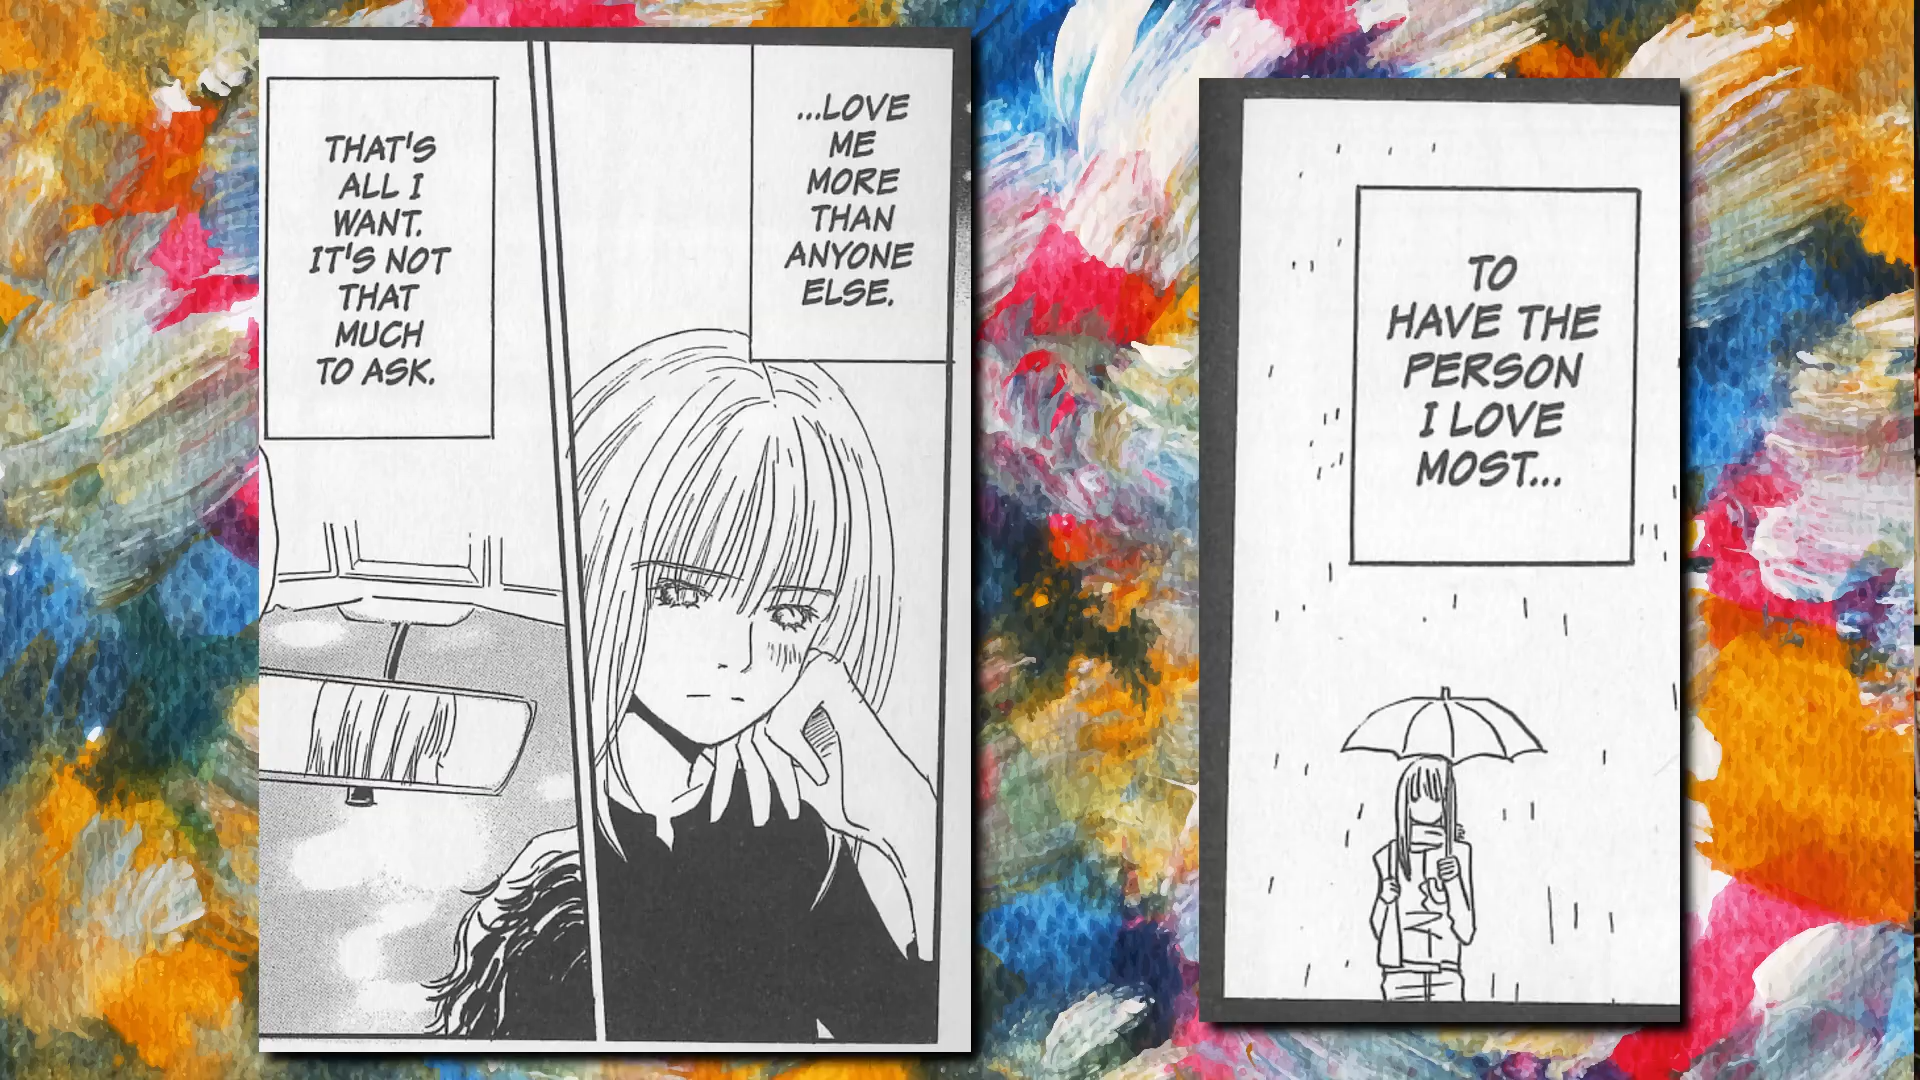 TO
HAVE THE
PERSON
I LOVE
MOST...
...LOVE
ME
MORE
THAN
ANYONE
ELSE.
THAT'S
ALL I
WANT.
IT'S NOT
THAT
MUCH
TO ASK.